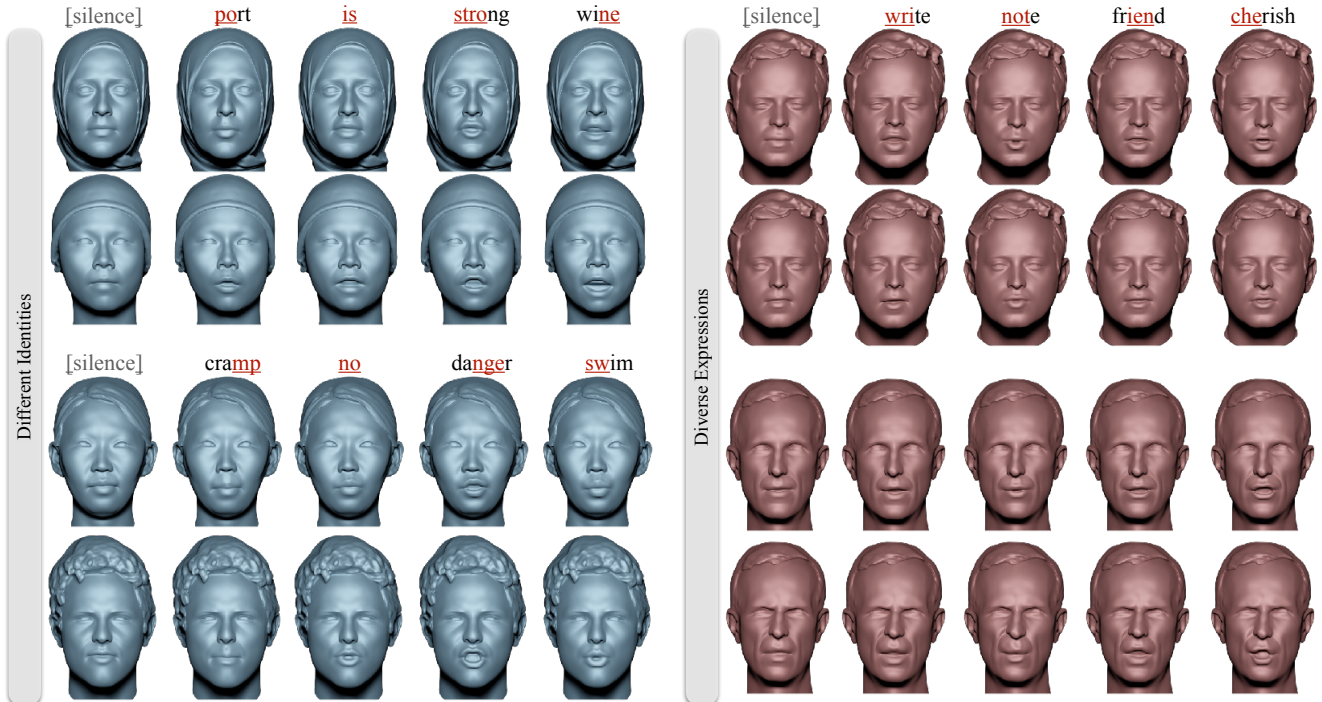 [silence] port is strong wine
Different Identities
[silence] cramp no danger swim
[silence] write note friend cherish
Diverse Expressions